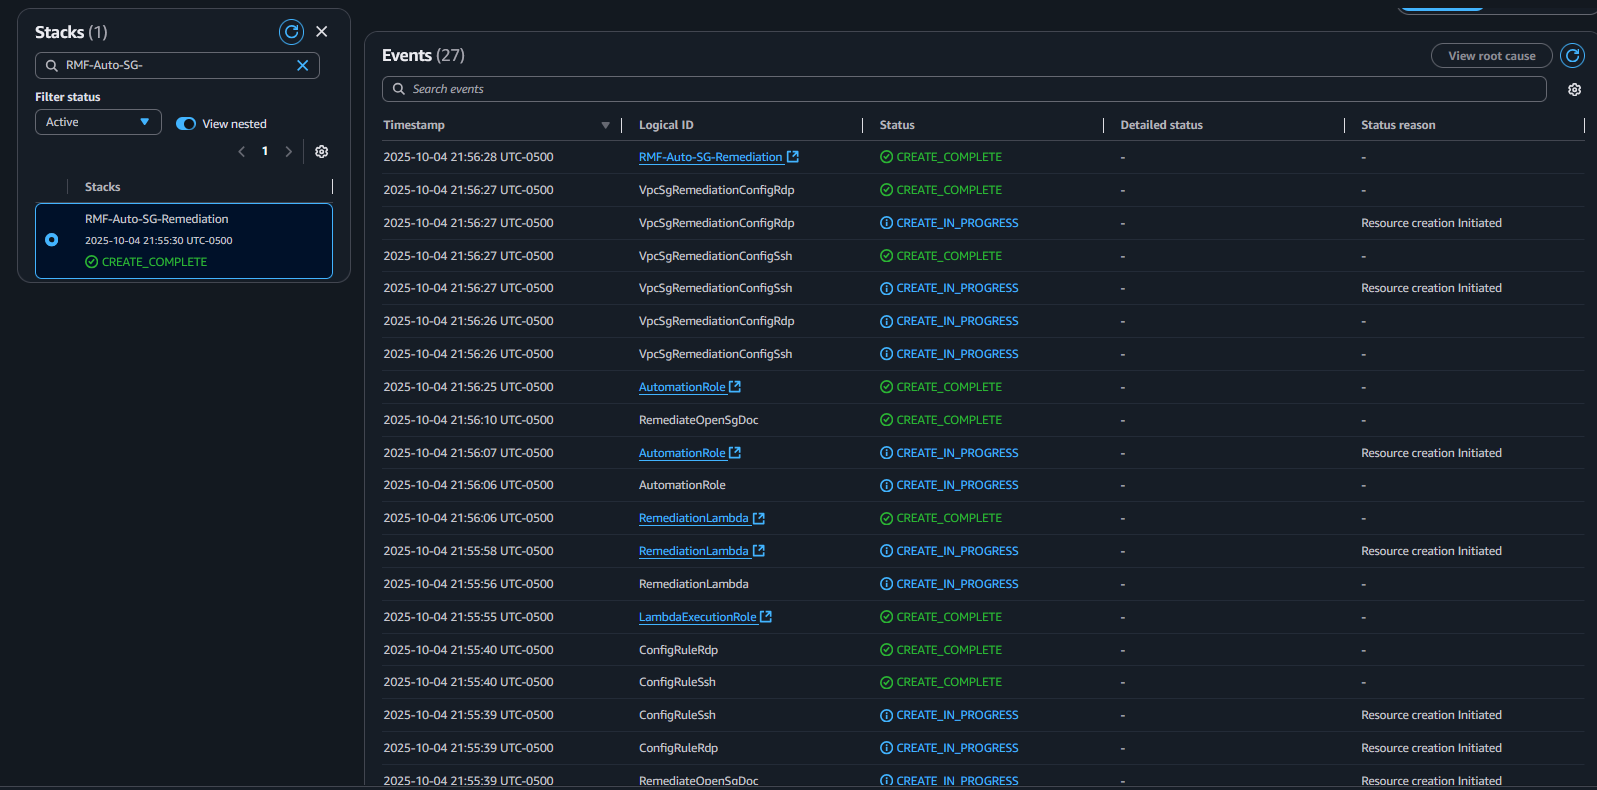 Stacks (1)
RMF-Auto-SG-
Filter status
Active
View nested
1
Stacks
RMF-Auto-SG-Remediation
2025-10-04 21:55:30 UTC-0500
CREATE_COMPLETE
Events (27)
View root cause
Search events
Timestamp Logical ID Status Detailed status Status reason
2025-10-04 21:56:28 UTC-0500 RMF-Auto-SG-Remediation CREATE_COMPLETE - -
2025-10-04 21:56:27 UTC-0500 VpcSgRemediationConfigRdp CREATE_COMPLETE - -
2025-10-04 21:56:27 UTC-0500 VpcSgRemediationConfigRdp CREATE_IN_PROGRESS - Resource creation Initiated
2025-10-04 21:56:27 UTC-0500 VpcSgRemediationConfigSsh CREATE_COMPLETE - -
2025-10-04 21:56:27 UTC-0500 VpcSgRemediationConfigSsh CREATE_IN_PROGRESS - Resource creation Initiated
2025-10-04 21:56:26 UTC-0500 VpcSgRemediationConfigRdp CREATE_IN_PROGRESS - -
2025-10-04 21:56:26 UTC-0500 VpcSgRemediationConfigSsh CREATE_IN_PROGRESS - -
2025-10-04 21:56:25 UTC-0500 AutomationRole CREATE_COMPLETE - -
2025-10-04 21:56:10 UTC-0500 RemediateOpenSgDoc CREATE_COMPLETE - -
2025-10-04 21:56:07 UTC-0500 AutomationRole CREATE_IN_PROGRESS - Resource creation Initiated
2025-10-04 21:56:06 UTC-0500 AutomationRole CREATE_IN_PROGRESS - -
2025-10-04 21:56:06 UTC-0500 RemediationLambda CREATE_COMPLETE - -
2025-10-04 21:55:58 UTC-0500 RemediationLambda CREATE_IN_PROGRESS - Resource creation Initiated
2025-10-04 21:55:56 UTC-0500 RemediationLambda CREATE_IN_PROGRESS - -
2025-10-04 21:55:55 UTC-0500 LambdaExecutionRole CREATE_COMPLETE - -
2025-10-04 21:55:40 UTC-0500 ConfigRuleRdp CREATE_COMPLETE - -
2025-10-04 21:55:40 UTC-0500 ConfigRuleSsh CREATE_COMPLETE - -
2025-10-04 21:55:39 UTC-0500 ConfigRuleSsh CREATE_IN_PROGRESS - Resource creation Initiated
2025-10-04 21:55:39 UTC-0500 ConfigRuleRdp CREATE_IN_PROGRESS - Resource creation Initiated
2025-10-04 21:55:39 UTC-0500 RemediateOpenSgDoc CREATE_IN_PROGRESS - Resource creation Initiated